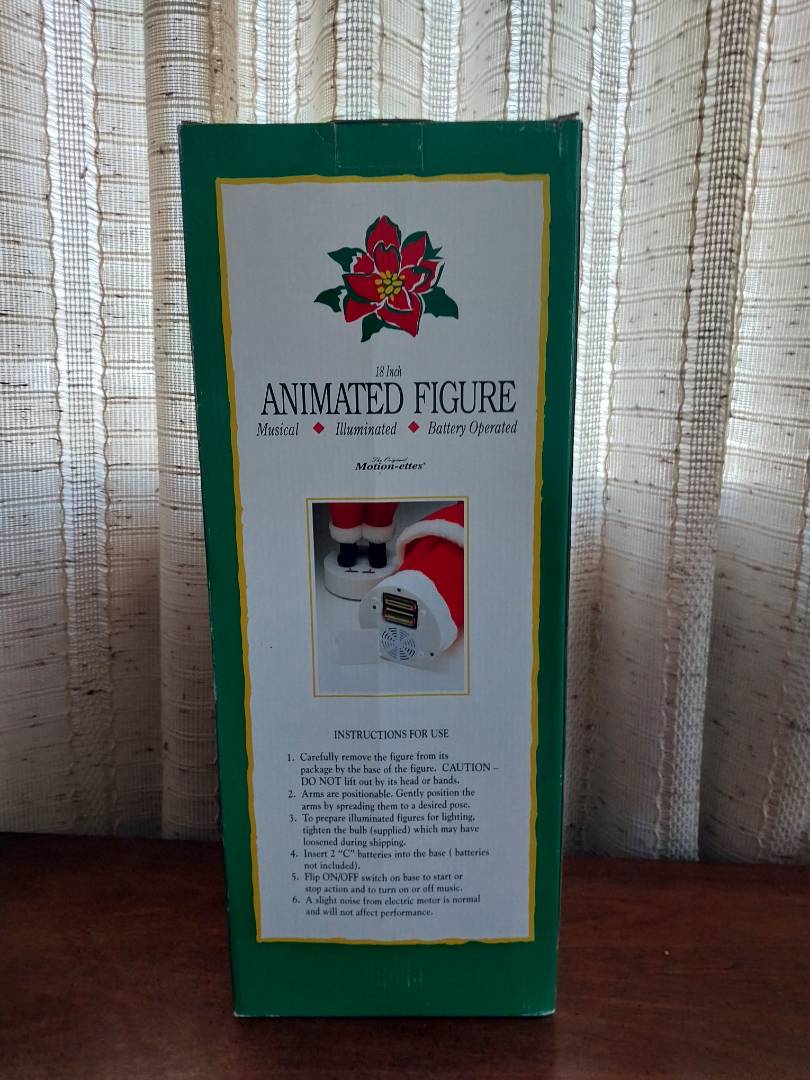 18 Inch
ANIMATED FIGURE
Musical ◆ Illuminated ◆ Battery Operated
The Original
Motion-ettes®
INSTRUCTIONS FOR USE
1. Carefully remove the figure from its
package by the base of the figure. CAUTION –
DO NOT lift out by its head or hands.
2. Arms are positionable. Gently position the
arms by spreading them to a desired pose.
3. To prepare illuminated figures for lighting,
tighten the bulb (supplied) which may have
loosened during shipping.
4. Insert 2 "C" batteries into the base ( batteries
not included).
5. Flip ON/OFF switch on base to start or
stop action and to turn on or off music.
6. A slight noise from electric motor is normal
and will not affect performance.